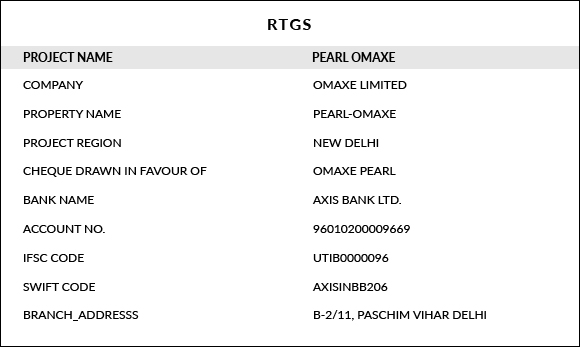 RTGS
PROJECT NAME PEARL OMAXE
COMPANY OMAXE LIMITED
PROPERTY NAME PEARL-OMAXE
PROJECT REGION NEW DELHI
CHEQUE DRAWN IN FAVOUR OF OMAXE PEARL
BANK NAME AXIS BANK LTD.
ACCOUNT NO. 96010200009669
IFSC CODE UTIB0000096
SWIFT CODE AXISINBB206
BRANCH_ADDRESSS B-2/11, PASCHIM VIHAR DELHI